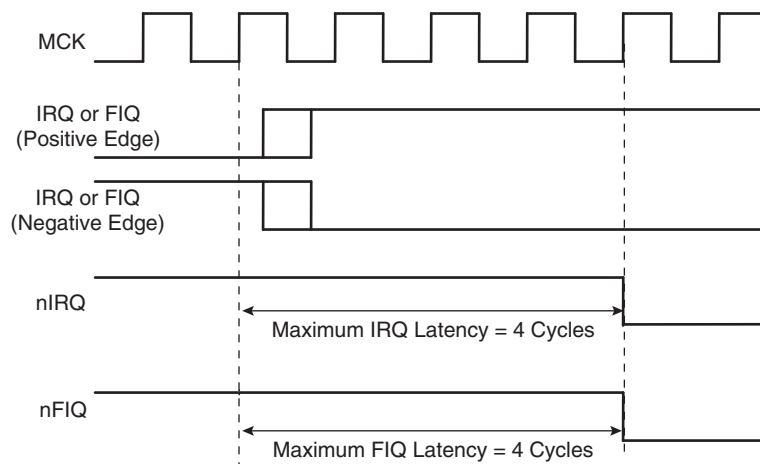 MCK
IRQ or FIQ
(Positive Edge)
IRQ or FIQ
(Negative Edge)
nIRQ
Maximum IRQ Latency = 4 Cycles
nFIQ
Maximum FIQ Latency = 4 Cycles